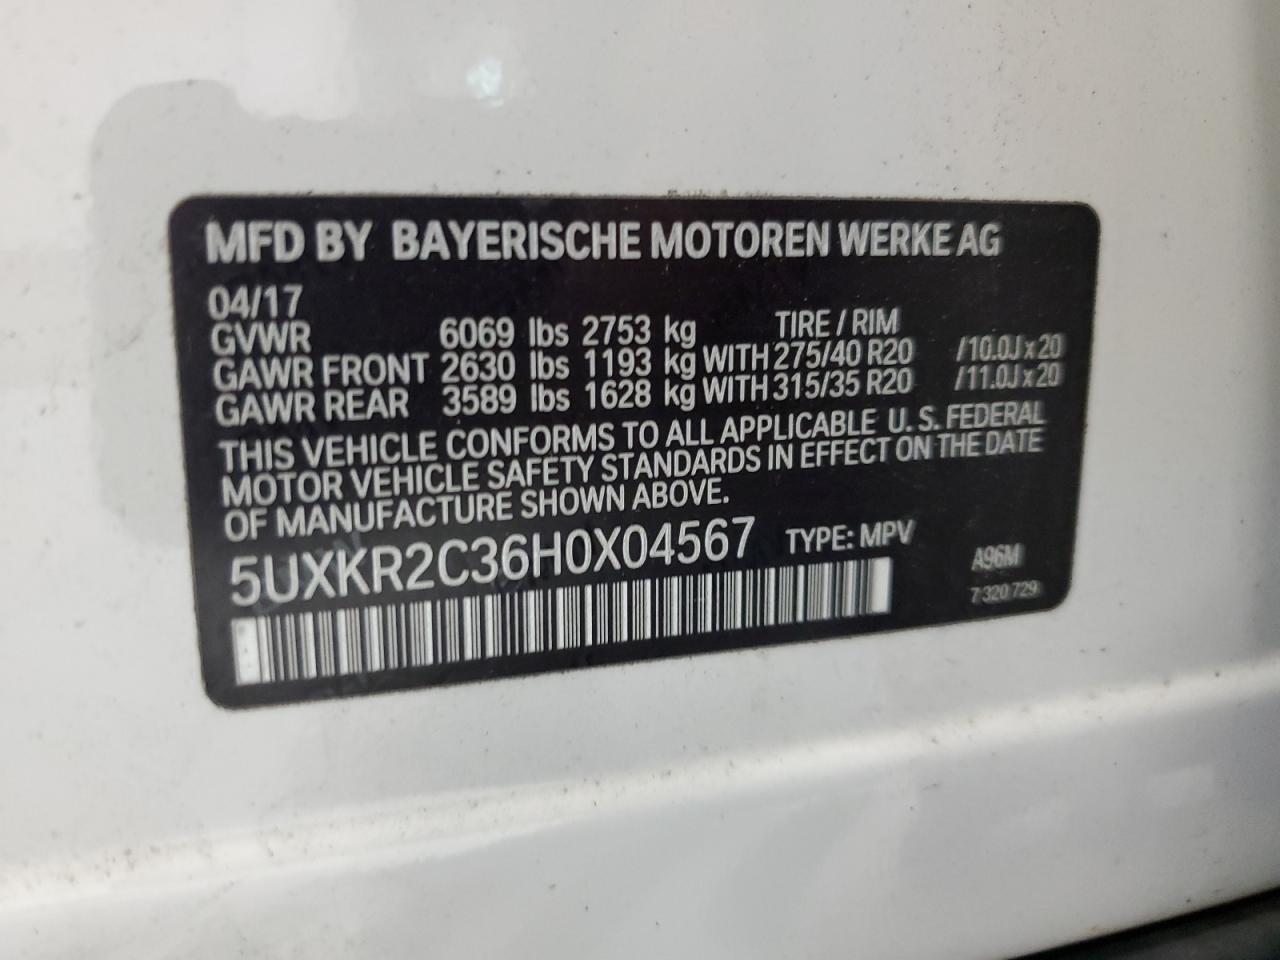 MFD BY BAYERISCHE MOTOREN WERKE AG
04/17
GVWR 6069 lbs 2753 kg TIRE / RIM
GAWR FRONT 2630 lbs 1193 kg WITH 275/40 R20 /10.0J x 20
GAWR REAR 3589 lbs 1628 kg WITH 315/35 R20 /11.0J x 20
THIS VEHICLE CONFORMS TO ALL APPLICABLE U.S. FEDERAL
MOTOR VEHICLE SAFETY STANDARDS IN EFFECT ON THE DATE
OF MANUFACTURE SHOWN ABOVE.
5UXKR2C36H0X04567 TYPE: MPV
A96M
7 320 729